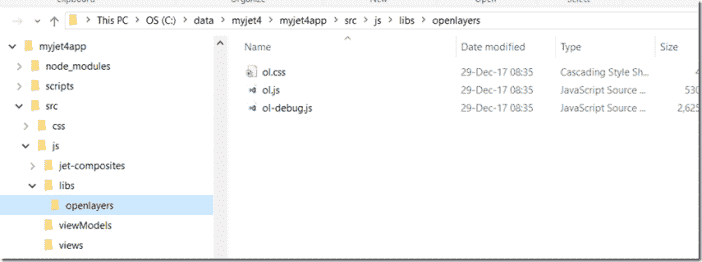 This PC > OS (C:) > data > myjet4 > myjet4app > src > js > libs > openlayers
myjet4app
node_modules
scripts
src
css
js
jet-composites
libs
openlayers
viewModels
views
Name Date modified Type Size
ol.css 29-Dec-17 08:35 Cascading Style Sh... 4
ol.js 29-Dec-17 08:35 JavaScript Source ... 530
ol-debug.js 29-Dec-17 08:35 JavaScript Source ... 2,625